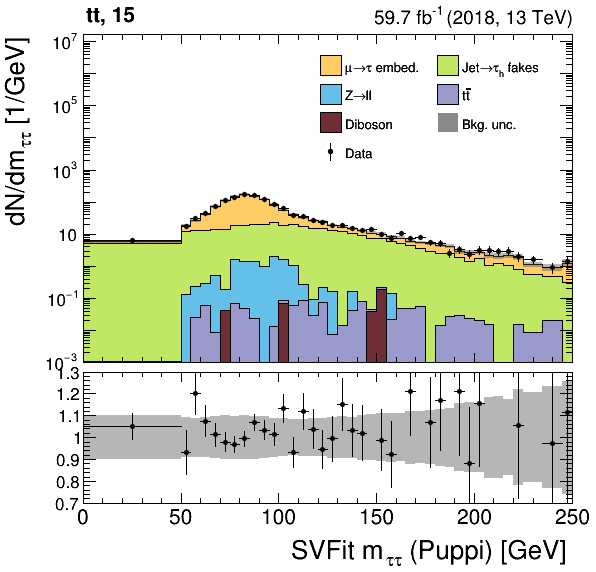 tt, 15 59.7 fb⁻¹ (2018, 13 TeV)
dN/dm_ττ [1/GeV]
10⁷
10⁵
10³
10
10⁻¹
10⁻³
μ→τ embed. Jet→τ_h fakes
Z→ll tt̅
Diboson Bkg. unc.
Data
1.3
1.2
1.1
1
0.9
0.8
0.7
0 50 100 150 200 250
SVFit m_ττ (Puppi) [GeV]